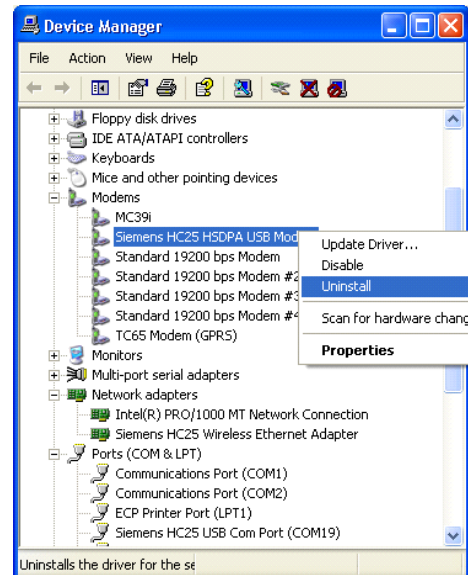 Device Manager
File Action View Help
Floppy disk drives
IDE ATA/ATAPI controllers
Keyboards
Mice and other pointing devices
Modems
MC39i
Siemens HC25 HSDPA USB Mod
Standard 19200 bps Modem
Standard 19200 bps Modem #2
Standard 19200 bps Modem #3
Standard 19200 bps Modem #4
TC65 Modem (GPRS)
Monitors
Multi-port serial adapters
Network adapters
Intel(R) PRO/1000 MT Network Connection
Siemens HC25 Wireless Ethernet Adapter
Ports (COM & LPT)
Communications Port (COM1)
Communications Port (COM2)
ECP Printer Port (LPT1)
Siemens HC25 USB Com Port (COM19)
Update Driver...
Disable
Uninstall
Scan for hardware chang
Properties
Uninstalls the driver for the se